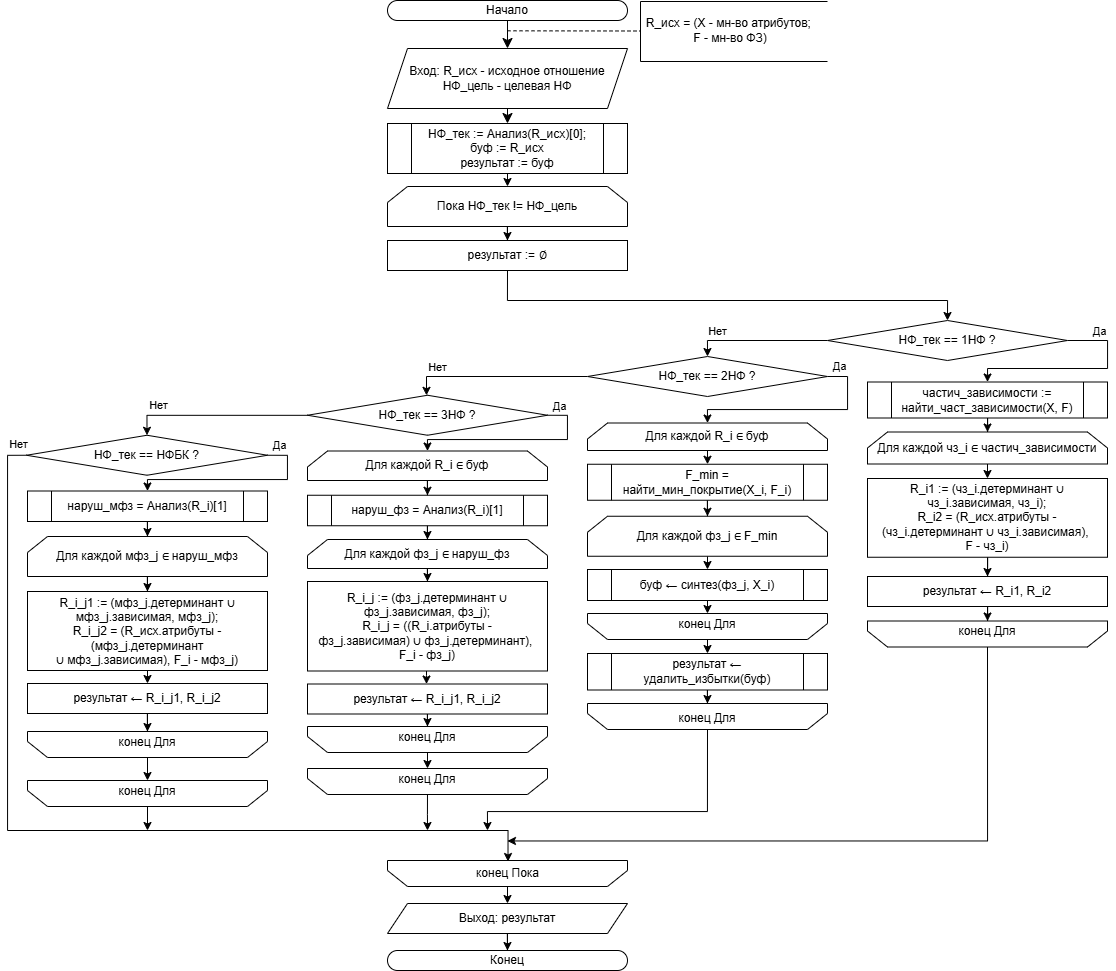 Начало
R_исх = (X - мн-во атрибутов;
F - мн-во ФЗ)
Вход: R_исх - исходное отношение
НФ_цель - целевая НФ
НФ_тек := Анализ(R_исх)[0];
буф := R_исх
результат := буф
Пока НФ_тек != НФ_цель
результат := ∅
НФ_тек == 1НФ ?
Да
Нет
частич_зависимости :=
найти_част_зависимости(X, F)
Для каждой чз_i ∈ частич_зависимости
R_i1 := (чз_i.детерминант ∪
чз_i.зависимая, чз_i);
R_i2 = (R_исх.атрибуты -
(чз_i.детерминант ∪ чз_i.зависимая),
F - чз_i)
результат ← R_i1, R_i2
конец Для
НФ_тек == 2НФ ?
Да
Нет
Для каждой R_i ∈ буф
F_min =
найти_мин_покрытие(X_i, F_i)
Для каждой фз_j ∈ F_min
буф ← синтез(фз_j, X_i)
конец Для
результат ←
удалить_избытки(буф)
конец Для
НФ_тек == 3НФ ?
Да
Нет
Для каждой R_i ∈ буф
наруш_фз = Анализ(R_i)[1]
Для каждой фз_j ∈ наруш_фз
R_i_j := (фз_j.детерминант ∪
фз_j.зависимая, фз_j);
R_i_j = ((R_i.атрибуты -
фз_j.зависимая) ∪ фз_j.детерминант),
F_i - фз_j)
результат ← R_i_j1, R_i_j2
конец Для
конец Для
НФ_тек == НФБК ?
Да
Нет
наруш_мфз = Анализ(R_i)[1]
Для каждой мфз_j ∈ наруш_мфз
R_i_j1 := (мфз_j.детерминант ∪
мфз_j.зависимая, мфз_j);
R_i_j2 = (R_исх.атрибуты -
(мфз_j.детерминант
∪ мфз_j.зависимая), F_i - мфз_j)
результат ← R_i_j1, R_i_j2
конец Для
конец Для
конец Пока
Выход: результат
Конец